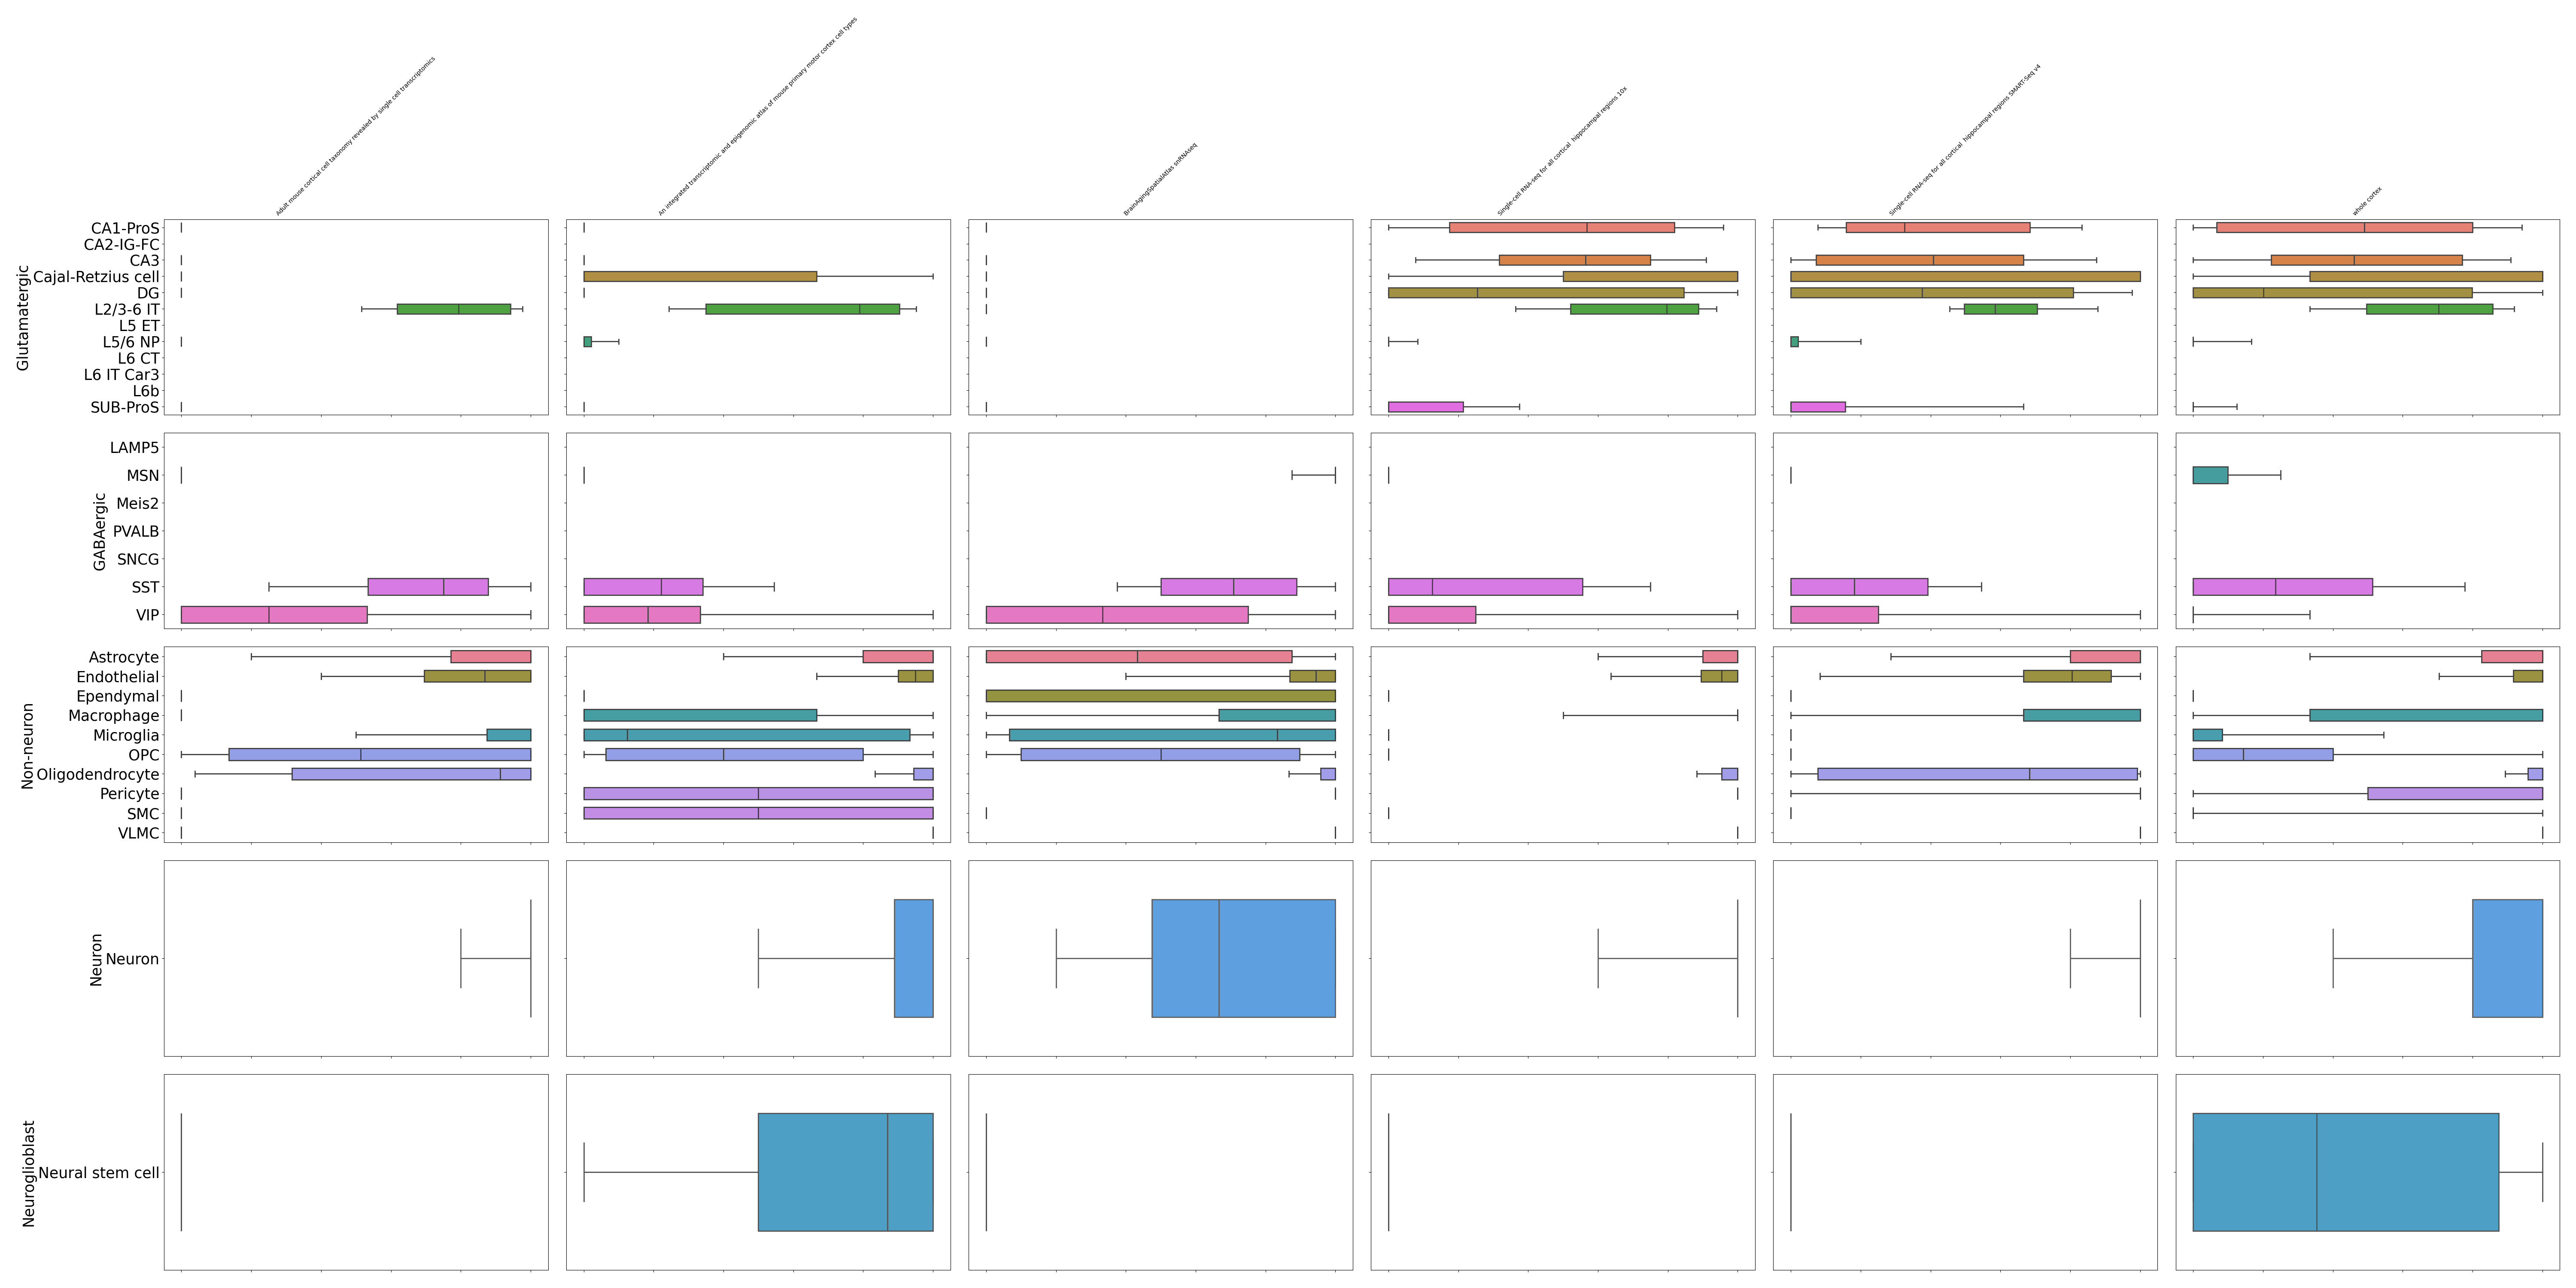 Adult mouse cortical cell taxonomy revealed by single cell transcriptomics
An integrated transcriptomic and epigenomic atlas of mouse primary motor cortex cell types
BrainAgingSpatialAtlas snRNAseq
Single-cell RNA-seq for all cortical  hippocampal regions 10x
Single-cell RNA-seq for all cortical  hippocampal regions SMART-Seq v4
whole cortex
Glutamatergic
CA1-ProS
CA2-IG-FC
CA3
Cajal-Retzius cell
DG
L2/3-6 IT
L5 ET
L5/6 NP
L6 CT
L6 IT Car3
L6b
SUB-ProS
GABAergic
LAMP5
MSN
Meis2
PVALB
SNCG
SST
VIP
Non-neuron
Astrocyte
Endothelial
Ependymal
Macrophage
Microglia
OPC
Oligodendrocyte
Pericyte
SMC
VLMC
Neuron
Neuron
Neuroglioblast
Neural stem cell